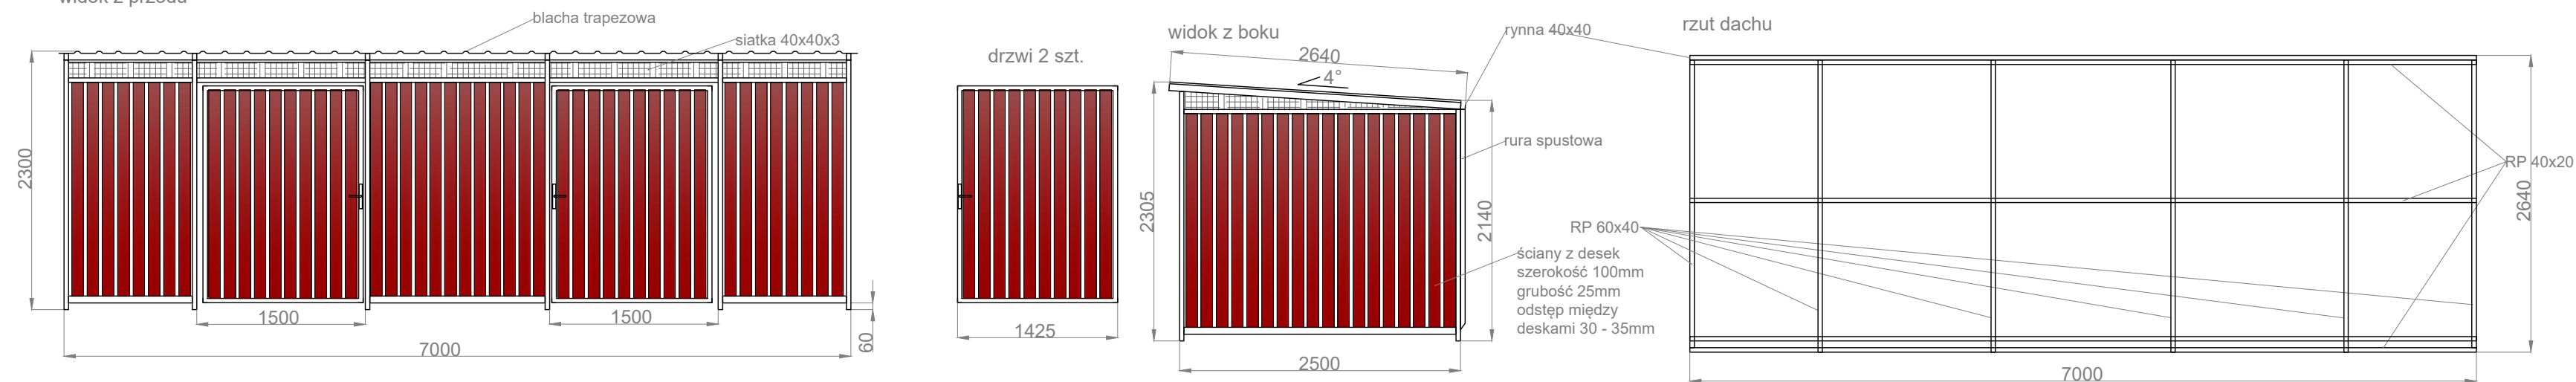 widok z przodu
blacha trapezowa
siatka 40x40x3
2300
1500
1500
7000
60
drzwi 2 szt.
1425
widok z boku
2640
4°
rynna 40x40
rura spustowa
2305
2140
2500
ściany z desek
szerokość 100mm
grubość 25mm
odstęp między
deskami 30 - 35mm
rzut dachu
RP 60x40
RP 40x20
2640
7000